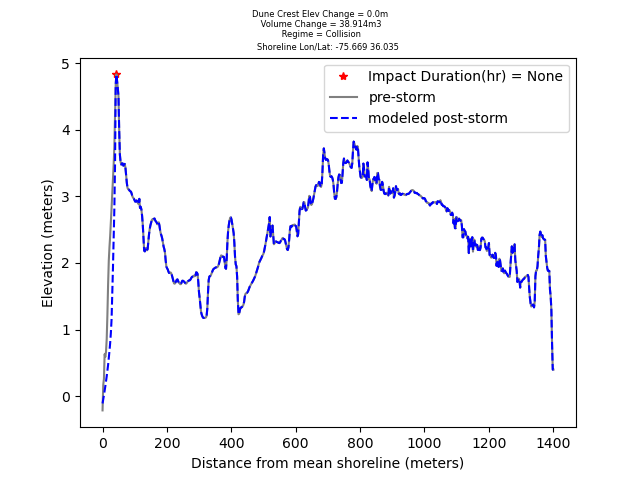 Dune Crest Elev Change = 0.0m
Volume Change = 38.914m3
Regime = Collision
Shoreline Lon/Lat: -75.669 36.035
Impact Duration(hr) = None
pre-storm
modeled post-storm
Elevation (meters)
5
4
3
2
1
0
0 200 400 600 800 1000 1200 1400
Distance from mean shoreline (meters)